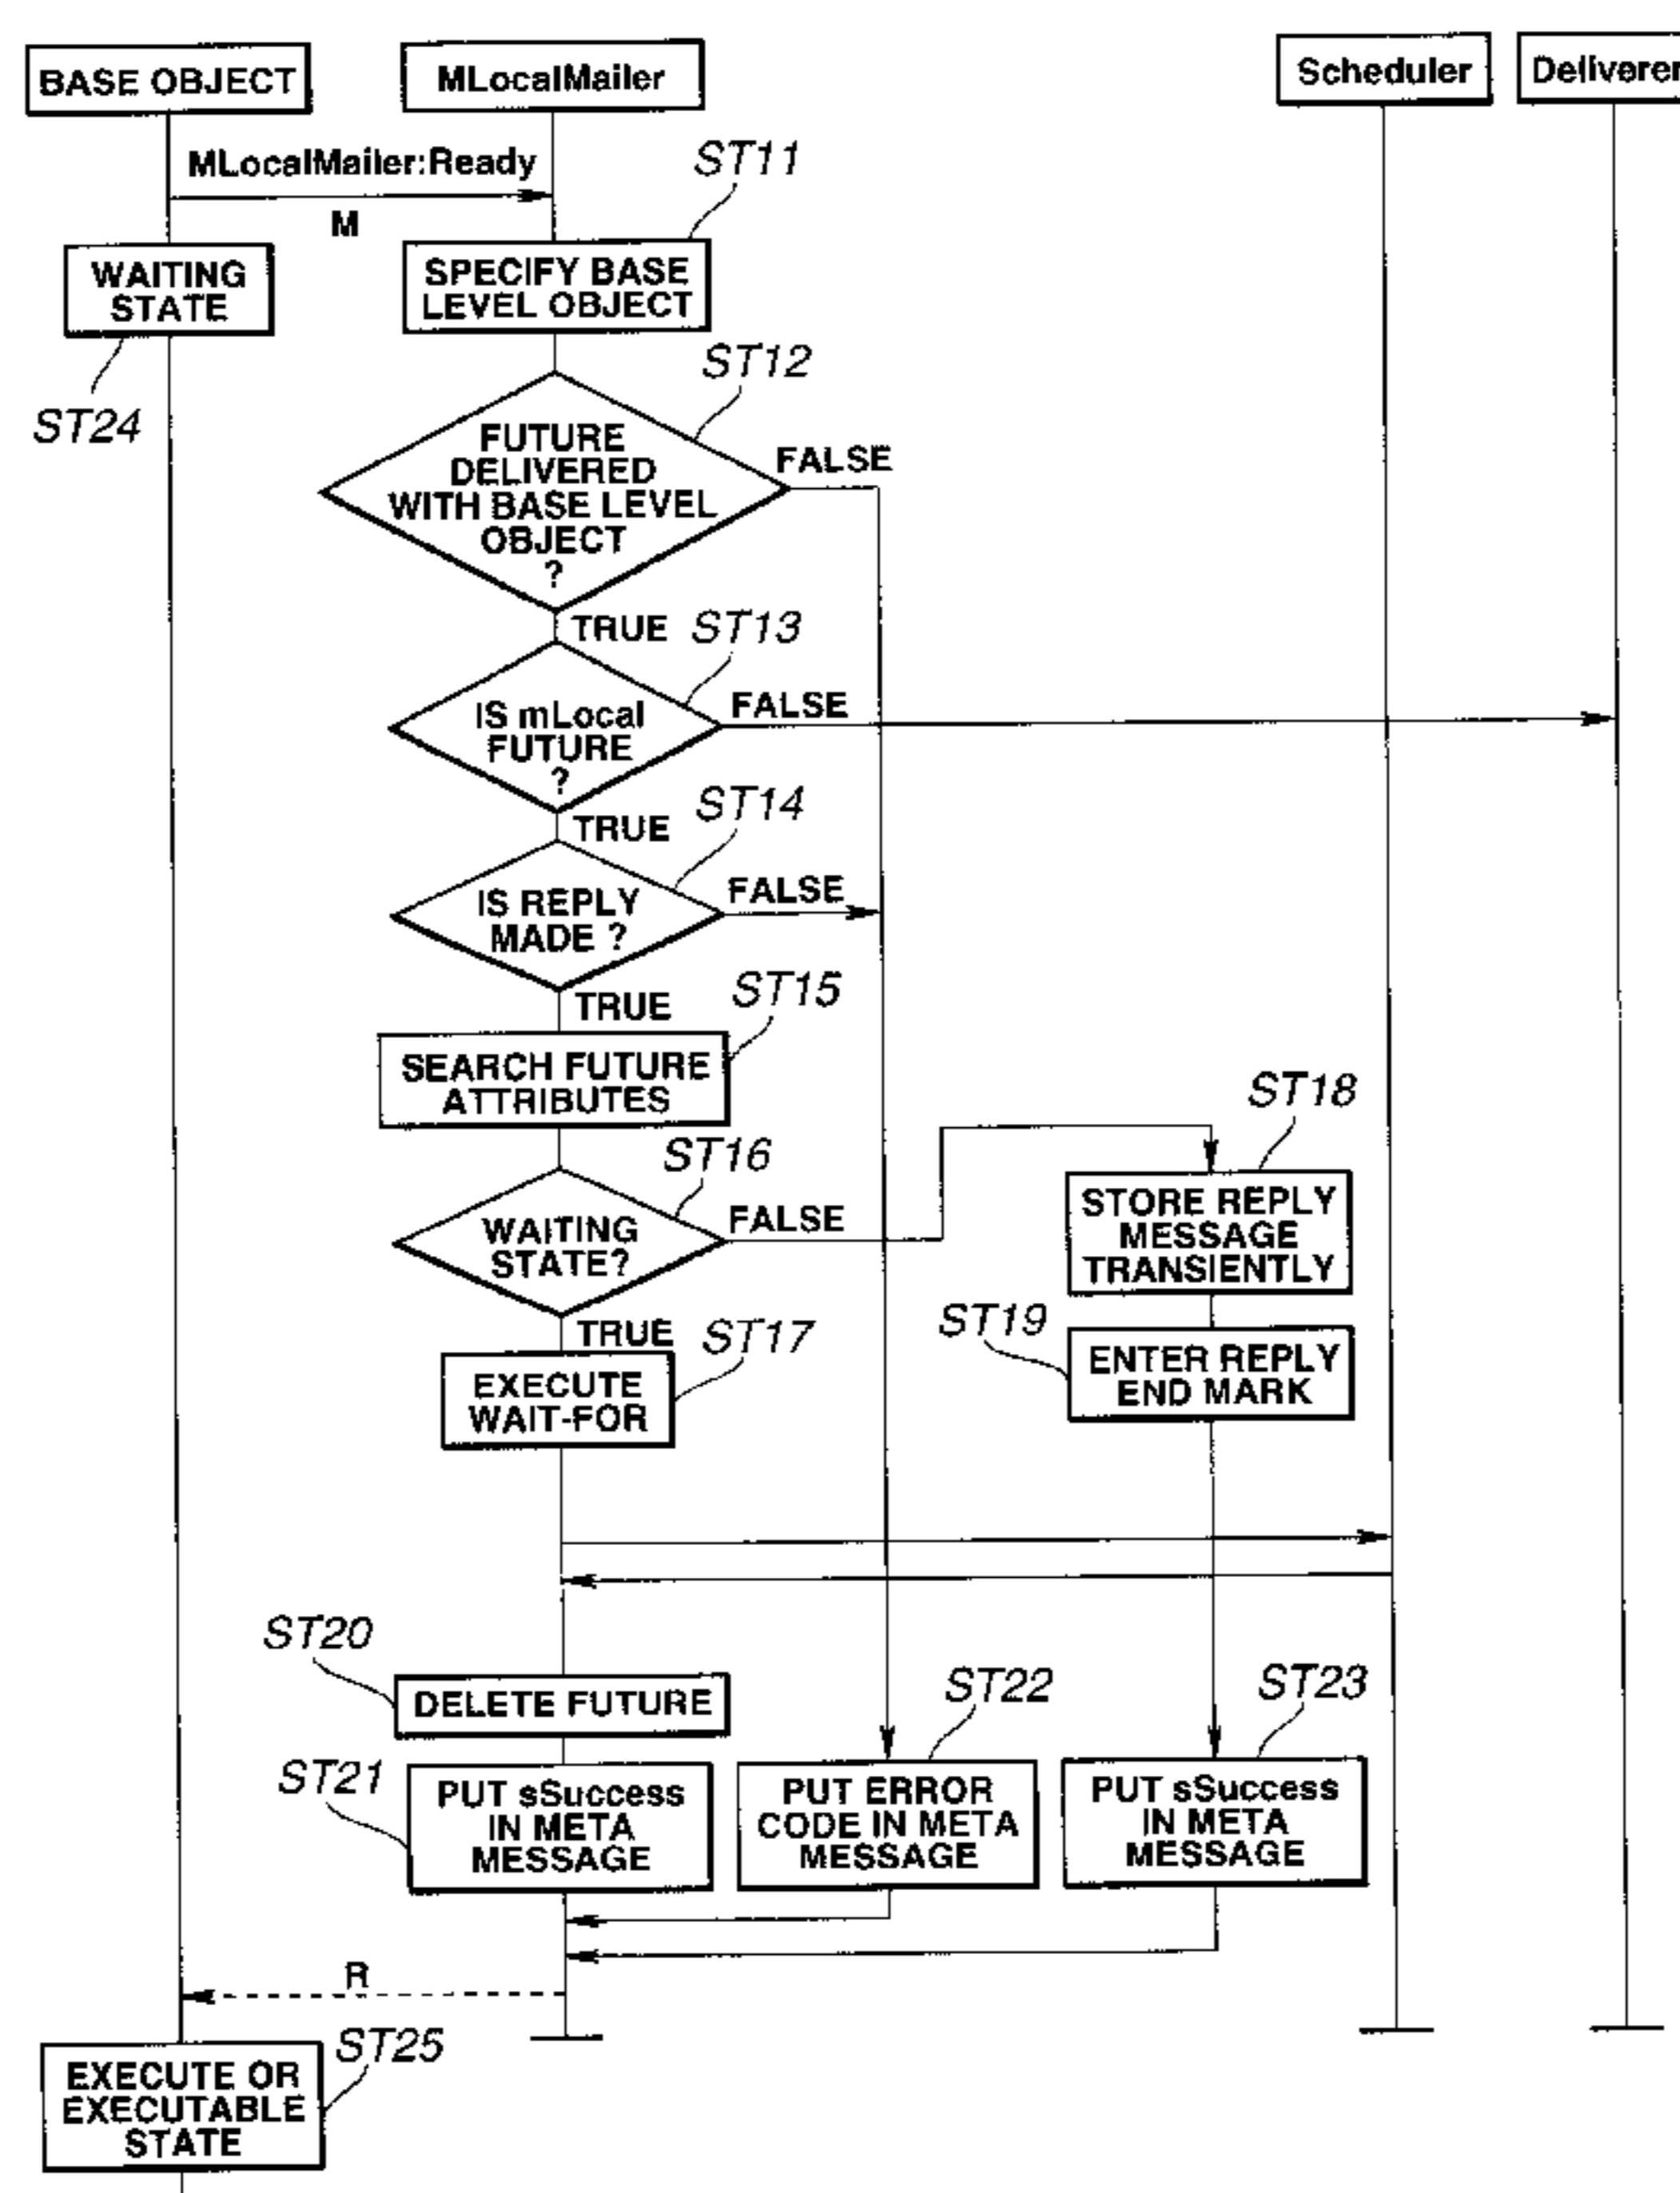 BASE OBJECT
MLocalMailer
Scheduler
Deliverer
MLocalMailer:Ready
M
ST11
WAITING
STATE
SPECIFY BASE
LEVEL OBJECT
ST24
ST12
FUTURE
DELIVERED
WITH BASE LEVEL
OBJECT
?
FALSE
TRUE
ST13
IS mLocal
FUTURE
?
FALSE
TRUE
ST14
IS REPLY
MADE ?
FALSE
TRUE
ST15
SEARCH FUTURE
ATTRIBUTES
ST16
WAITING
STATE?
FALSE
ST18
STORE REPLY
MESSAGE
TRANSIENTLY
TRUE
ST17
EXECUTE
WAIT-FOR
ST19
ENTER REPLY
END MARK
ST20
DELETE FUTURE
ST21
PUT sSuccess
IN META
MESSAGE
ST22
PUT ERROR
CODE IN META
MESSAGE
ST23
PUT sSuccess
IN META
MESSAGE
R
ST25
EXECUTE OR
EXECUTABLE
STATE